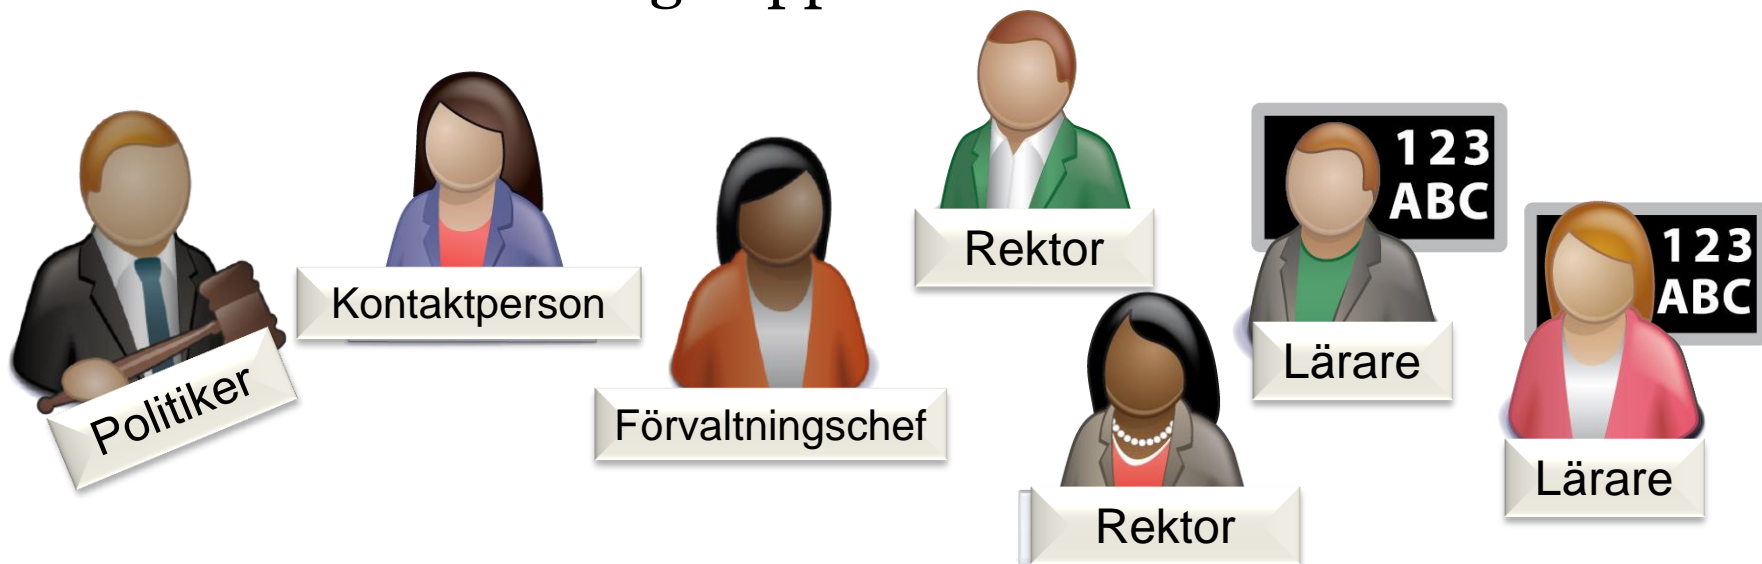 Politiker
Kontaktperson
Förvaltningschef
Rektor
Rektor
123
ABC
Lärare
123
ABC
Lärare